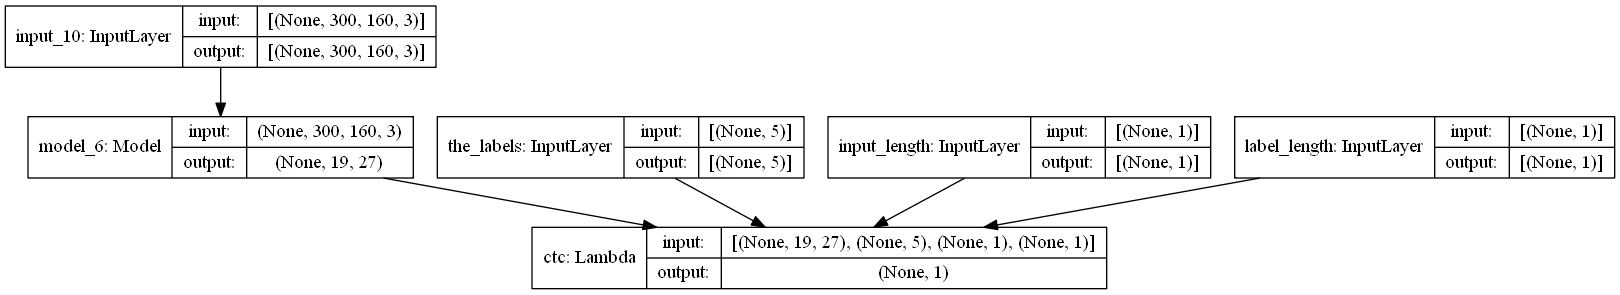 input_10: InputLayer input: [(None, 300, 160, 3)]
output: [(None, 300, 160, 3)]
model_6: Model input: (None, 300, 160, 3)
output: (None, 19, 27)
the_labels: InputLayer input: [(None, 5)]
output: [(None, 5)]
input_length: InputLayer input: [(None, 1)]
output: [(None, 1)]
label_length: InputLayer input: [(None, 1)]
output: [(None, 1)]
ctc: Lambda input: [(None, 19, 27), (None, 5), (None, 1), (None, 1)]
output: (None, 1)